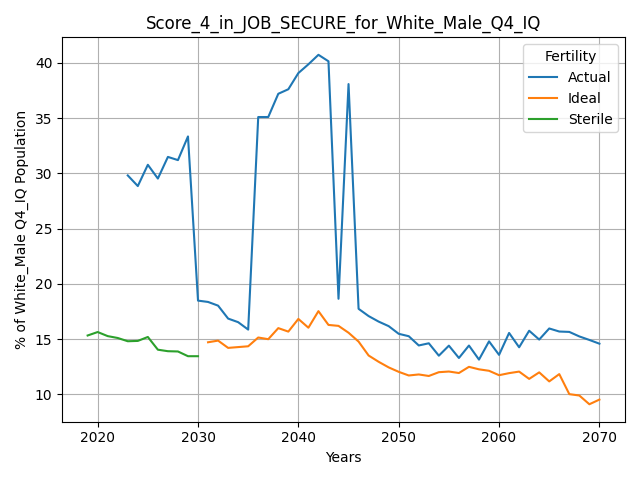 Score_4_in_JOB_SECURE_for_White_Male_Q4_IQ
% of White_Male Q4_IQ Population
40
35
30
25
20
15
10
Fertility
Actual
Ideal
Sterile
2020 2030 2040 2050 2060 2070
Years